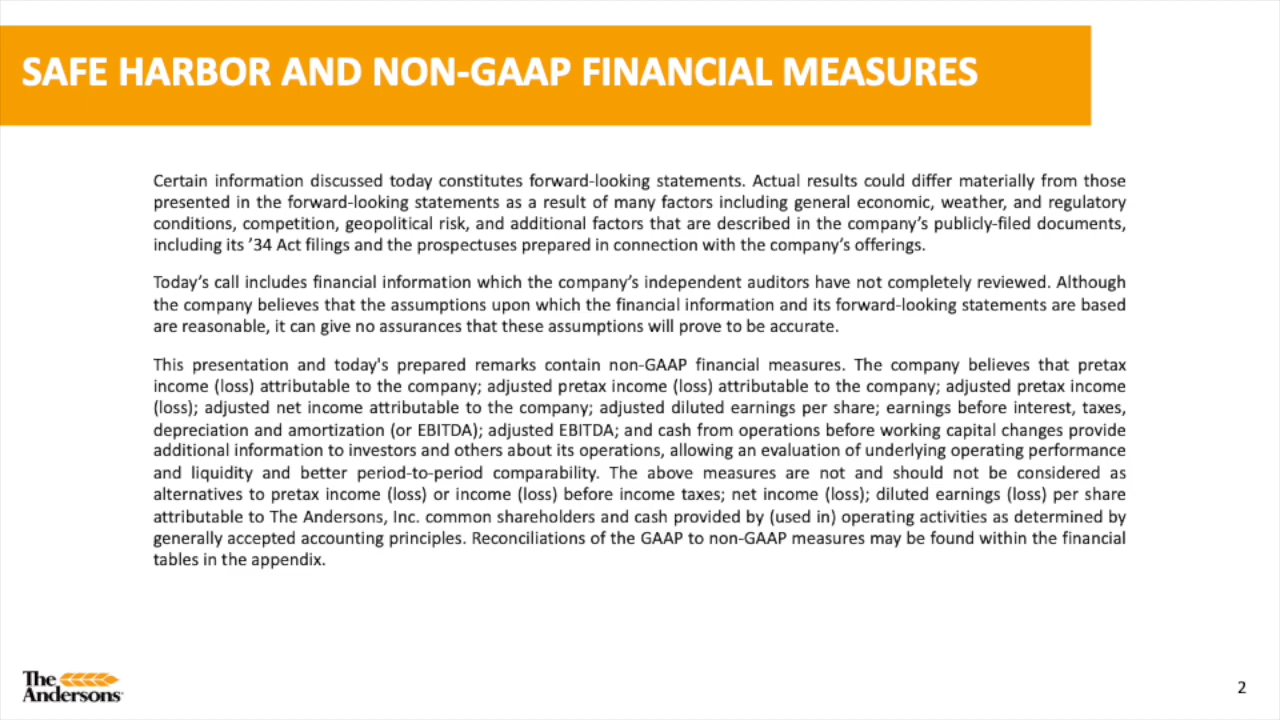 SAFE HARBOR AND NON-GAAP FINANCIAL MEASURES
Certain information discussed today constitutes forward-looking statements. Actual results could differ materially from those
presented in the forward-looking statements as a result of many factors including general economic, weather, and regulatory
conditions, competition, geopolitical risk, and additional factors that are described in the company’s publicly-filed documents,
including its ’34 Act filings and the prospectuses prepared in connection with the company’s offerings.
Today’s call includes financial information which the company’s independent auditors have not completely reviewed. Although
the company believes that the assumptions upon which the financial information and its forward-looking statements are based
are reasonable, it can give no assurances that these assumptions will prove to be accurate.
This presentation and today's prepared remarks contain non-GAAP financial measures. The company believes that pretax
income (loss) attributable to the company; adjusted pretax income (loss) attributable to the company; adjusted pretax income
(loss); adjusted net income attributable to the company; adjusted diluted earnings per share; earnings before interest, taxes,
depreciation and amortization (or EBITDA); adjusted EBITDA; and cash from operations before working capital changes provide
additional information to investors and others about its operations, allowing an evaluation of underlying operating performance
and liquidity and better period-to-period comparability. The above measures are not and should not be considered as
alternatives to pretax income (loss) or income (loss) before income taxes; net income (loss); diluted earnings (loss) per share
attributable to The Andersons, Inc. common shareholders and cash provided by (used in) operating activities as determined by
generally accepted accounting principles. Reconciliations of the GAAP to non-GAAP measures may be found within the financial
tables in the appendix.
The
Andersons
2